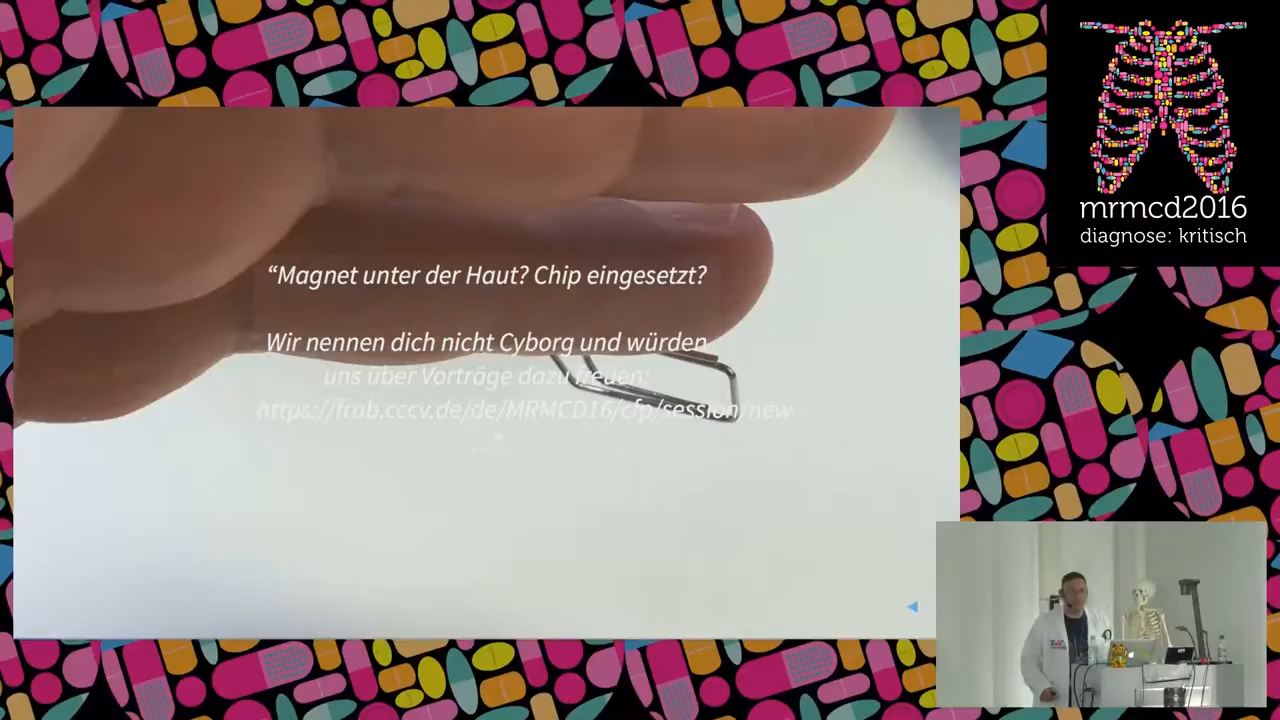 mrmcd2016
diagnose: kritisch
“Magnet unter der Haut? Chip eingesetzt?
Wir nennen dich nicht Cyborg und würden
uns über Vorträge dazu freuen:
https://frab.cccv.de/de/MRMCD16/cfp/session/new